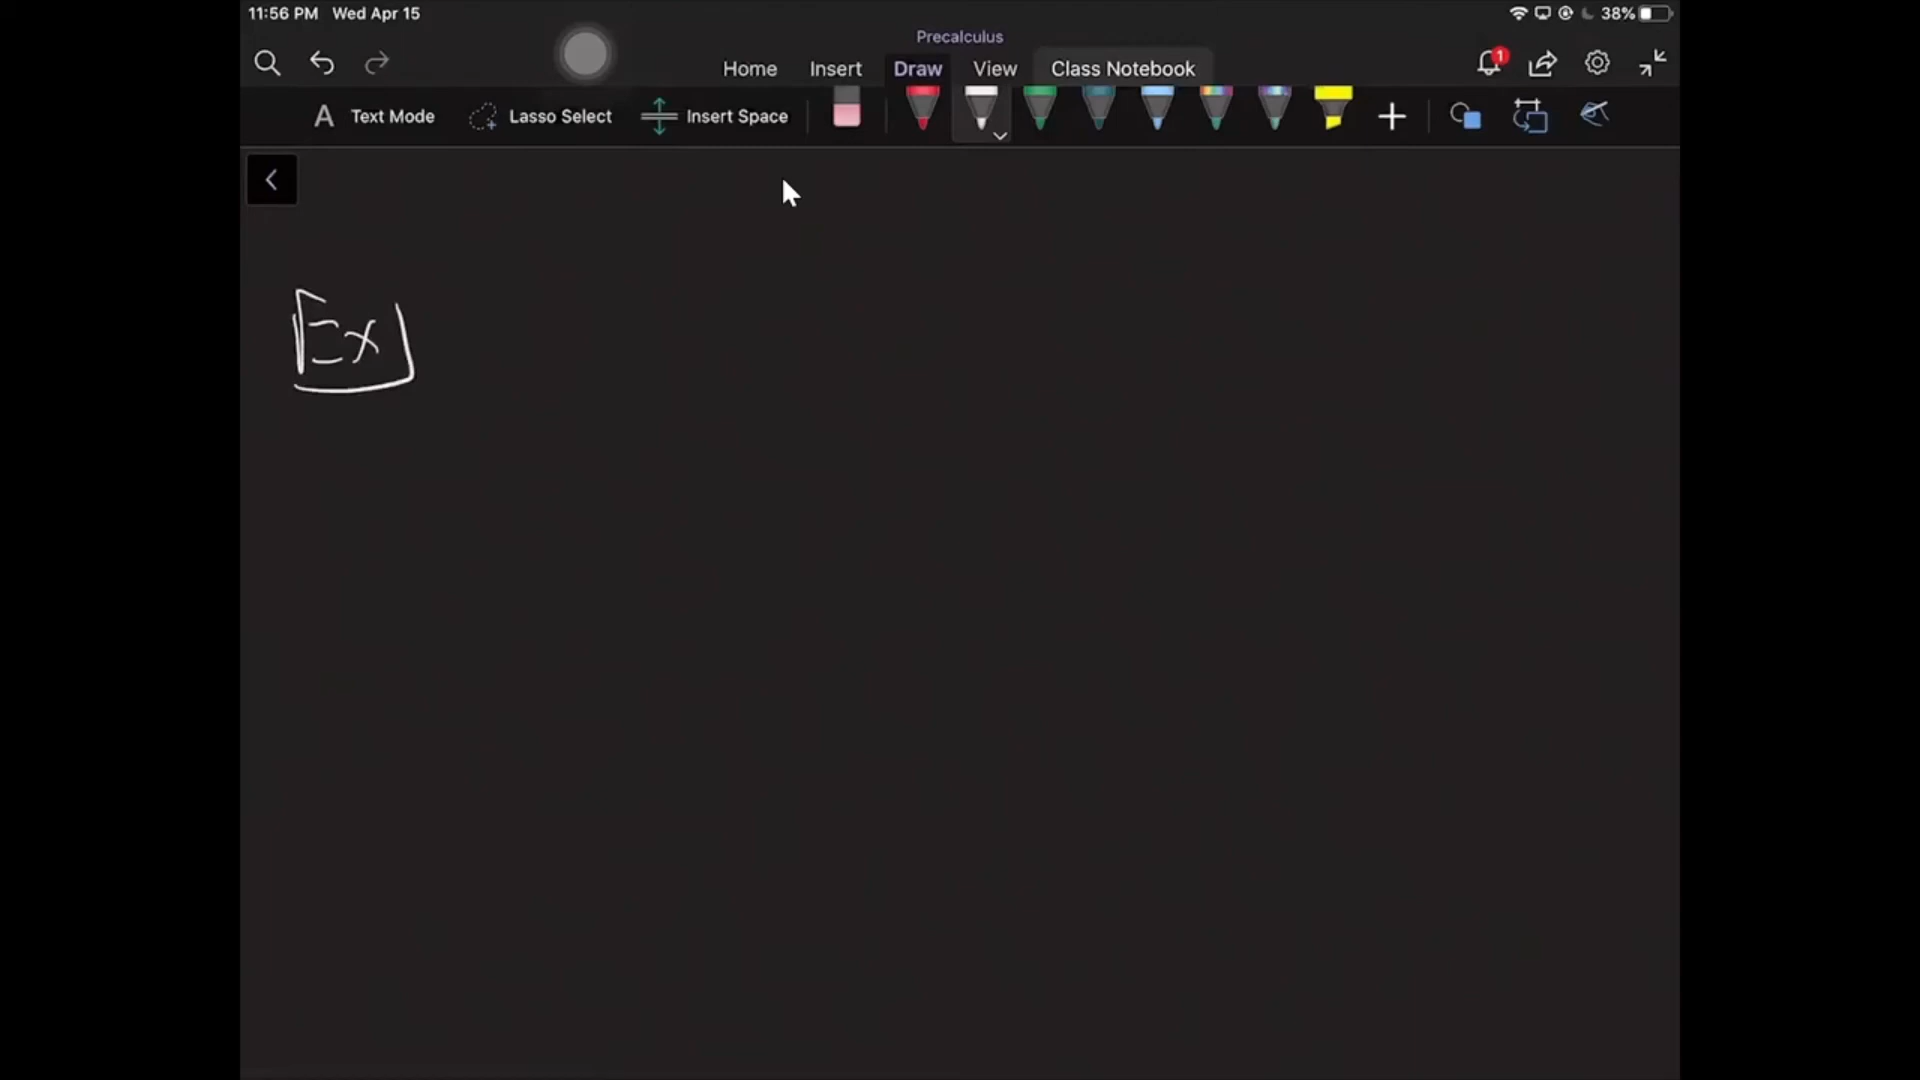 11:56 PM Wed Apr 15
38%
Precalculus
Home Insert Draw View Class Notebook
1
A Text Mode Lasso Select Insert Space
Ex